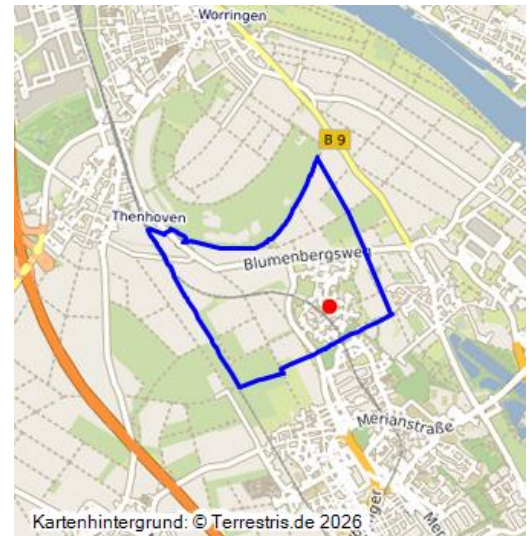 Worringen
B 9
Thenhoven
Blumenbergsweg
Merianstraße
Kartenhintergrund: © Terrestris.de 2026